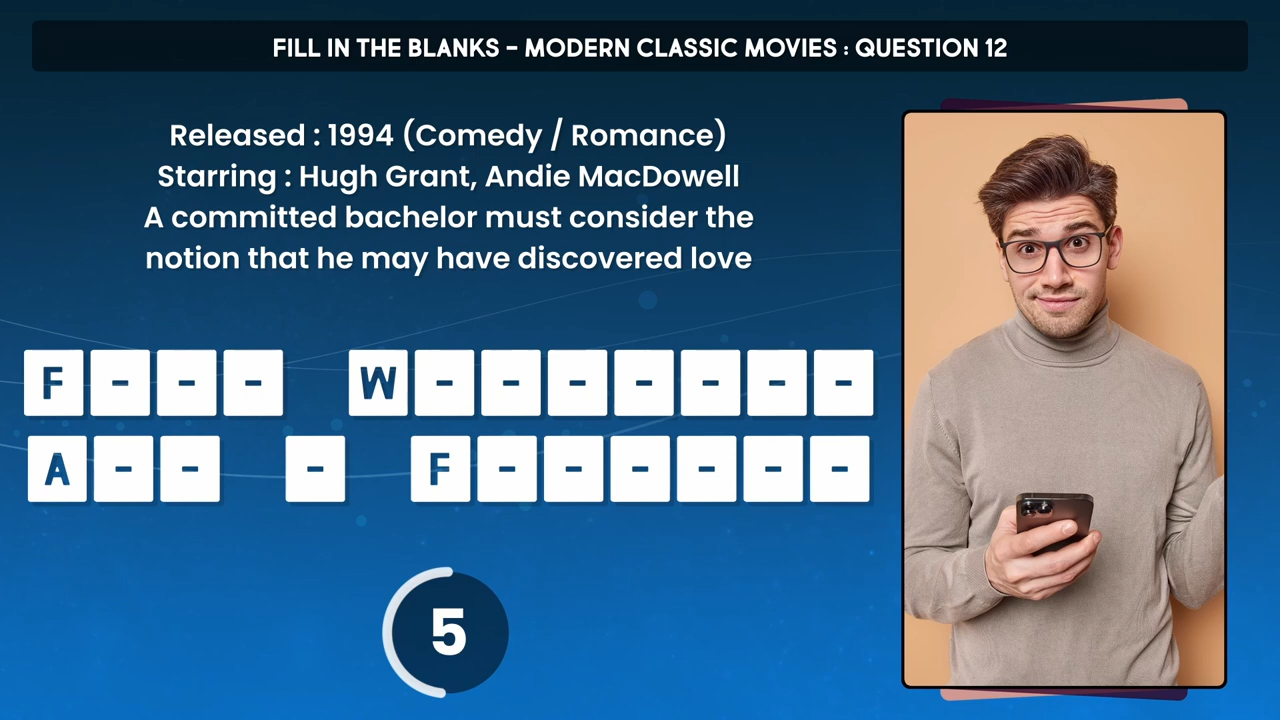 FILL IN THE BLANKS - MODERN CLASSIC MOVIES : QUESTION 12
Released : 1994 (Comedy / Romance)
Starring : Hugh Grant, Andie MacDowell
A committed bachelor must consider the
notion that he may have discovered love
F - - - W - - - - - - -
A - - - F - - - - - -
5